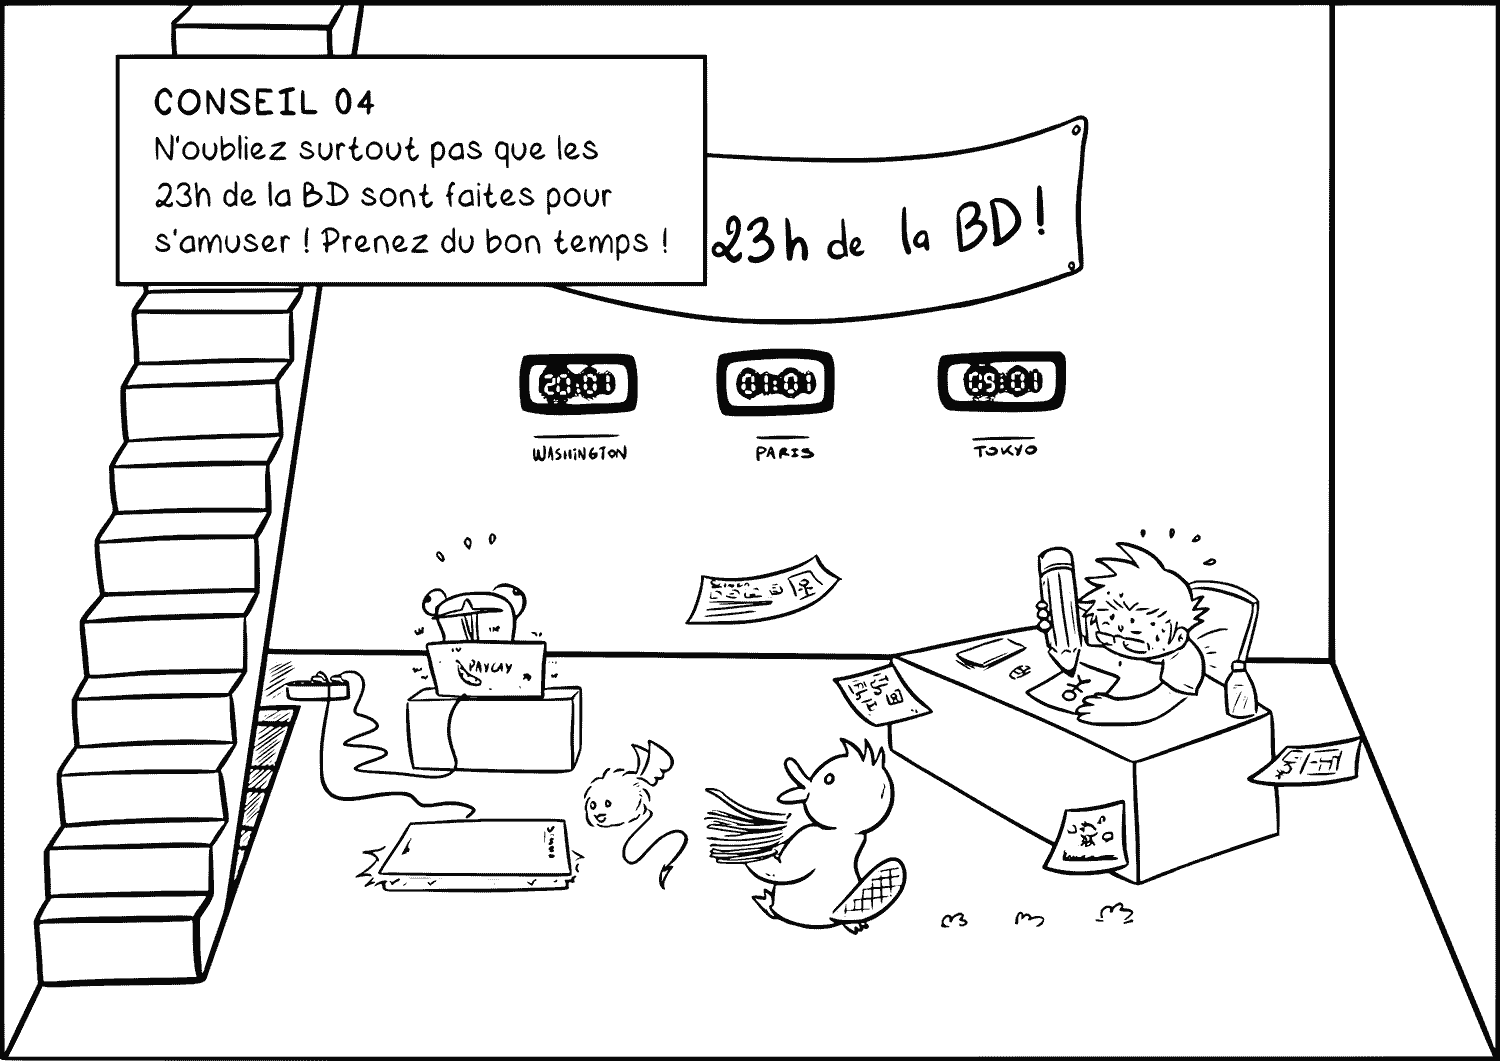 CONSEIL 04
N'oubliez surtout pas que les
23h de la BD sont faites pour
s'amuser ! Prenez du bon temps !
23h de la BD !
20:01
01:01
09:01
WASHINGTON
PARIS
TOKYO